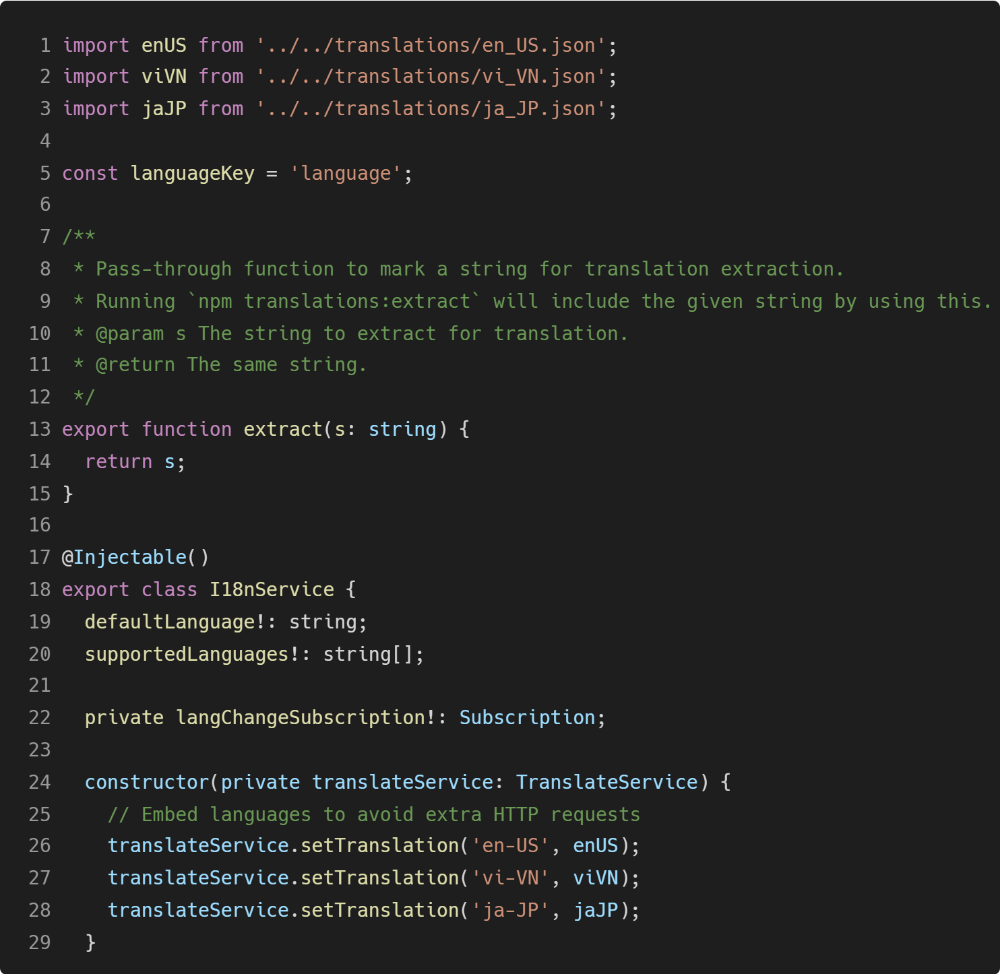 1 import enUS from '../../translations/en_US.json';
2 import viVN from '../../translations/vi_VN.json';
3 import jaJP from '../../translations/ja_JP.json';
4
5 const languageKey = 'language';
6
7 /**
8  * Pass-through function to mark a string for translation extraction.
9  * Running `npm translations:extract` will include the given string by using this.
10  * @param s The string to extract for translation.
11  * @return The same string.
12  */
13 export function extract(s: string) {
14   return s;
15 }
16
17 @Injectable()
18 export class I18nService {
19   defaultLanguage!: string;
20   supportedLanguages!: string[];
21
22   private langChangeSubscription!: Subscription;
23
24   constructor(private translateService: TranslateService) {
25     // Embed languages to avoid extra HTTP requests
26     translateService.setTranslation('en-US', enUS);
27     translateService.setTranslation('vi-VN', viVN);
28     translateService.setTranslation('ja-JP', jaJP);
29   }